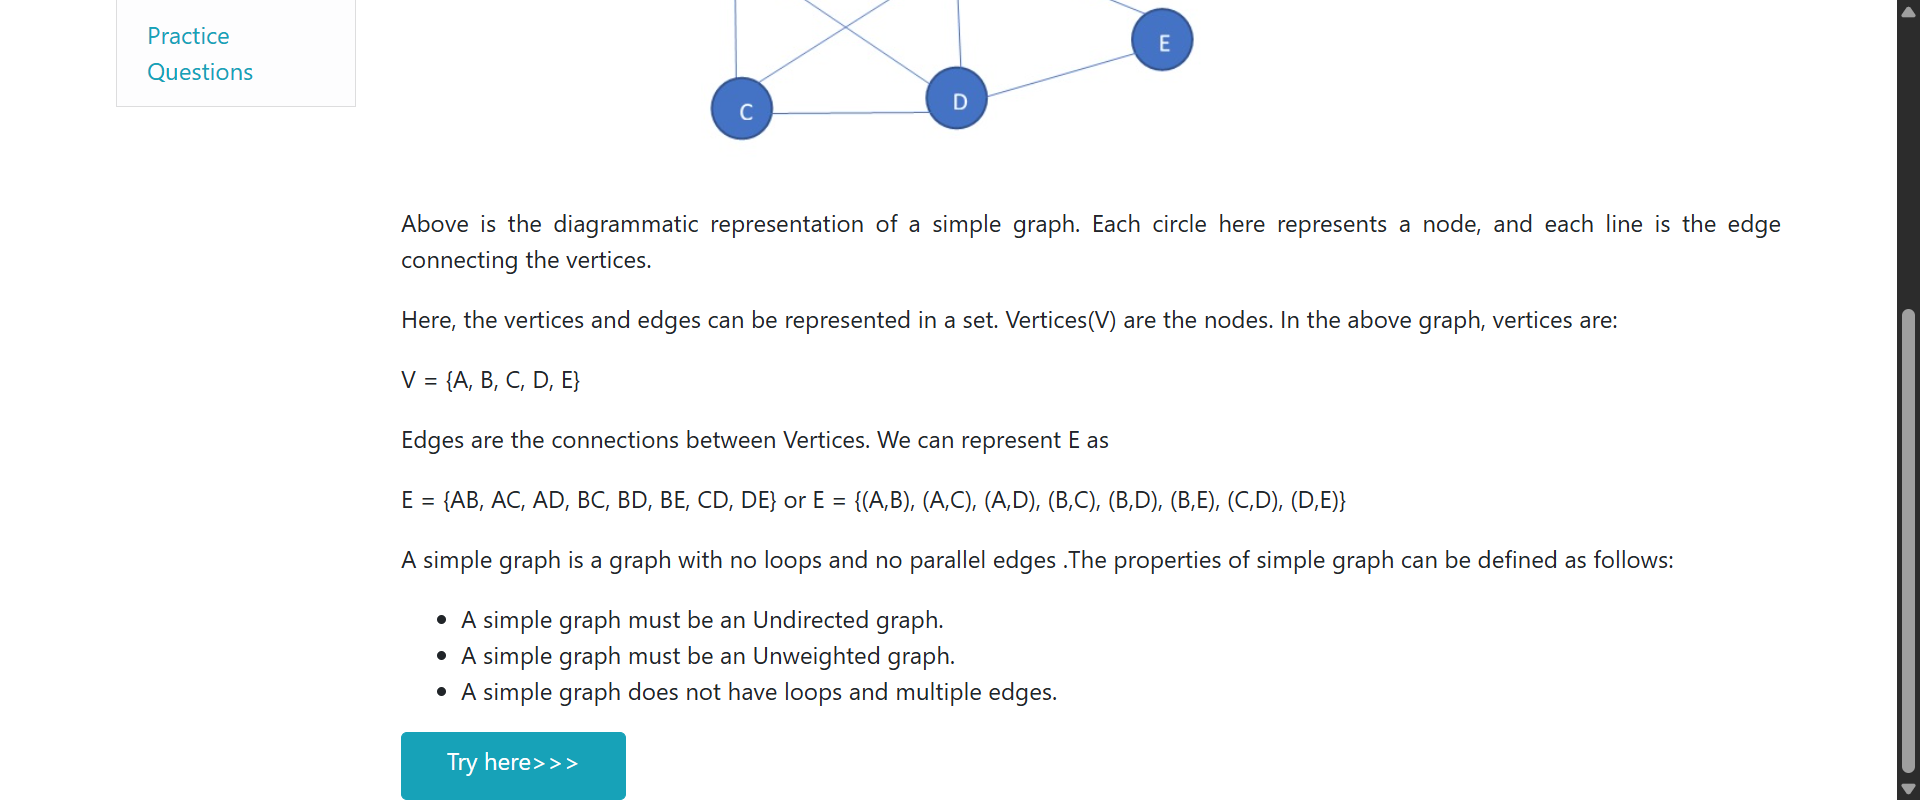 Practice
Questions
E
D
C
Above is the diagrammatic representation of a simple graph. Each circle here represents a node, and each line is the edge
connecting the vertices.
Here, the vertices and edges can be represented in a set. Vertices(V) are the nodes. In the above graph, vertices are:
V = {A, B, C, D, E}
Edges are the connections between Vertices. We can represent E as
E = {AB, AC, AD, BC, BD, BE, CD, DE} or E = {(A,B), (A,C), (A,D), (B,C), (B,D), (B,E), (C,D), (D,E)}
A simple graph is a graph with no loops and no parallel edges .The properties of simple graph can be defined as follows:
• A simple graph must be an Undirected graph.
• A simple graph must be an Unweighted graph.
• A simple graph does not have loops and multiple edges.
Try here>>>